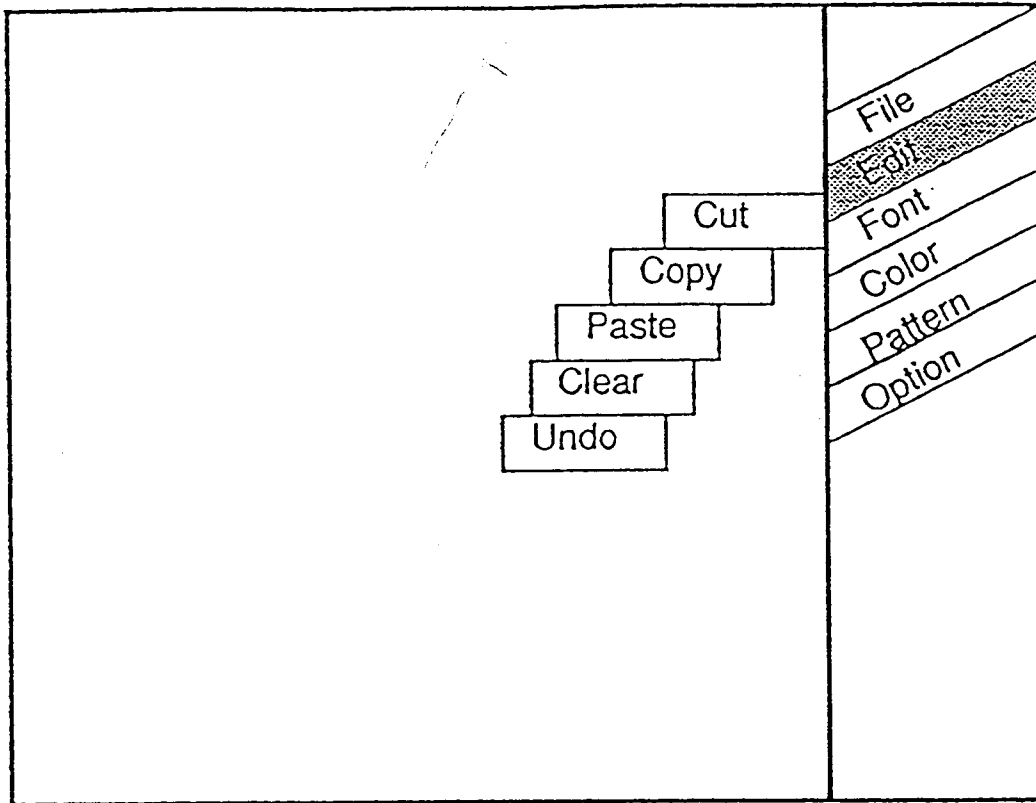 File
Edit
Font
Color
Pattern
Option
Cut
Copy
Paste
Clear
Undo